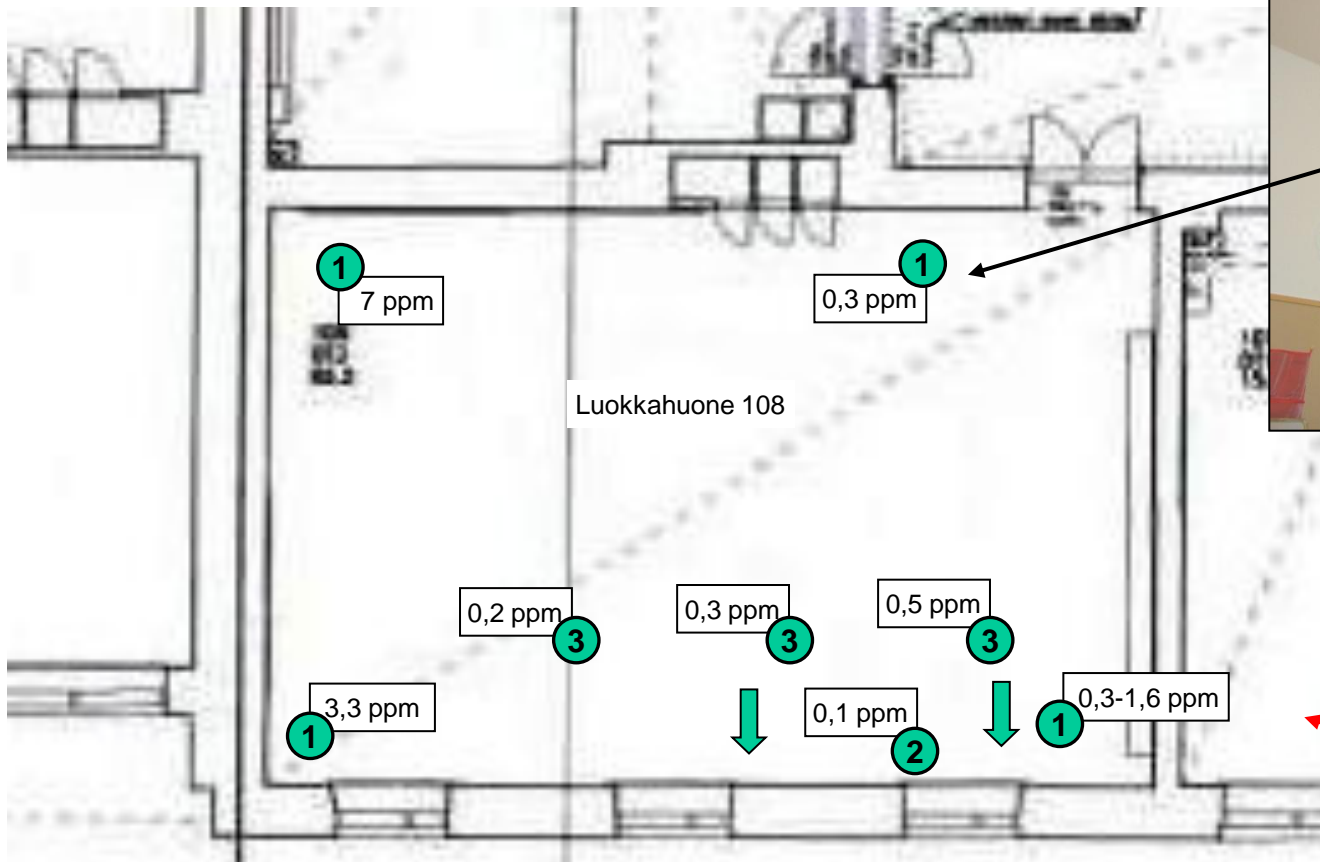 1
7 ppm
1
0,3 ppm
Luokkahuone 108
0,2 ppm
3
0,3 ppm
3
0,5 ppm
3
3,3 ppm
1
0,1 ppm
2
0,3-1,6 ppm
1